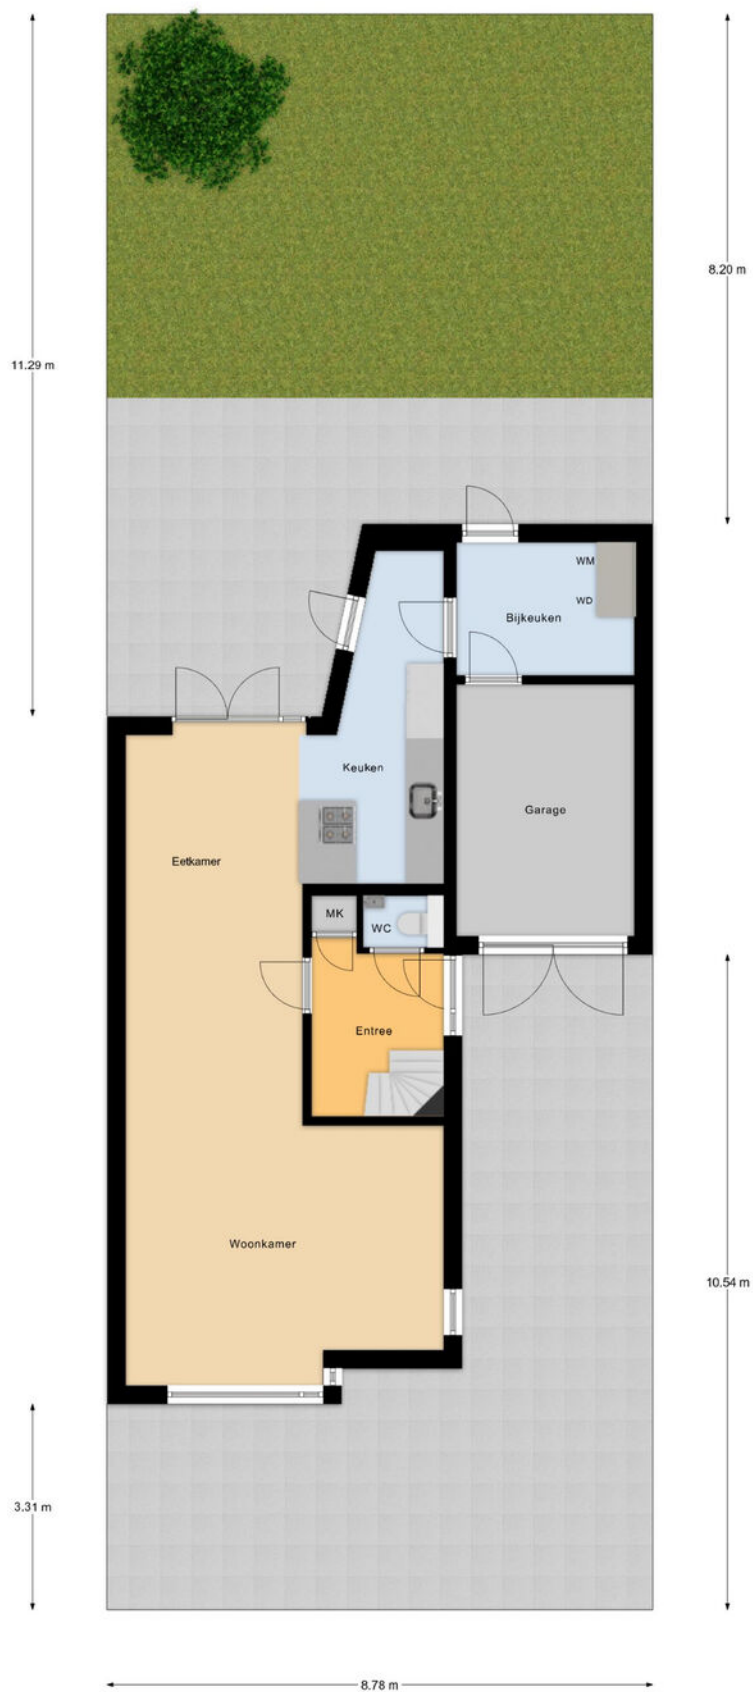 8.20 m
11.29 m
WM
WD
Bijkeuken
Keuken
Garage
Eetkamer
MK
WC
Entree
Woonkamer
10.54 m
3.31 m
8.78 m